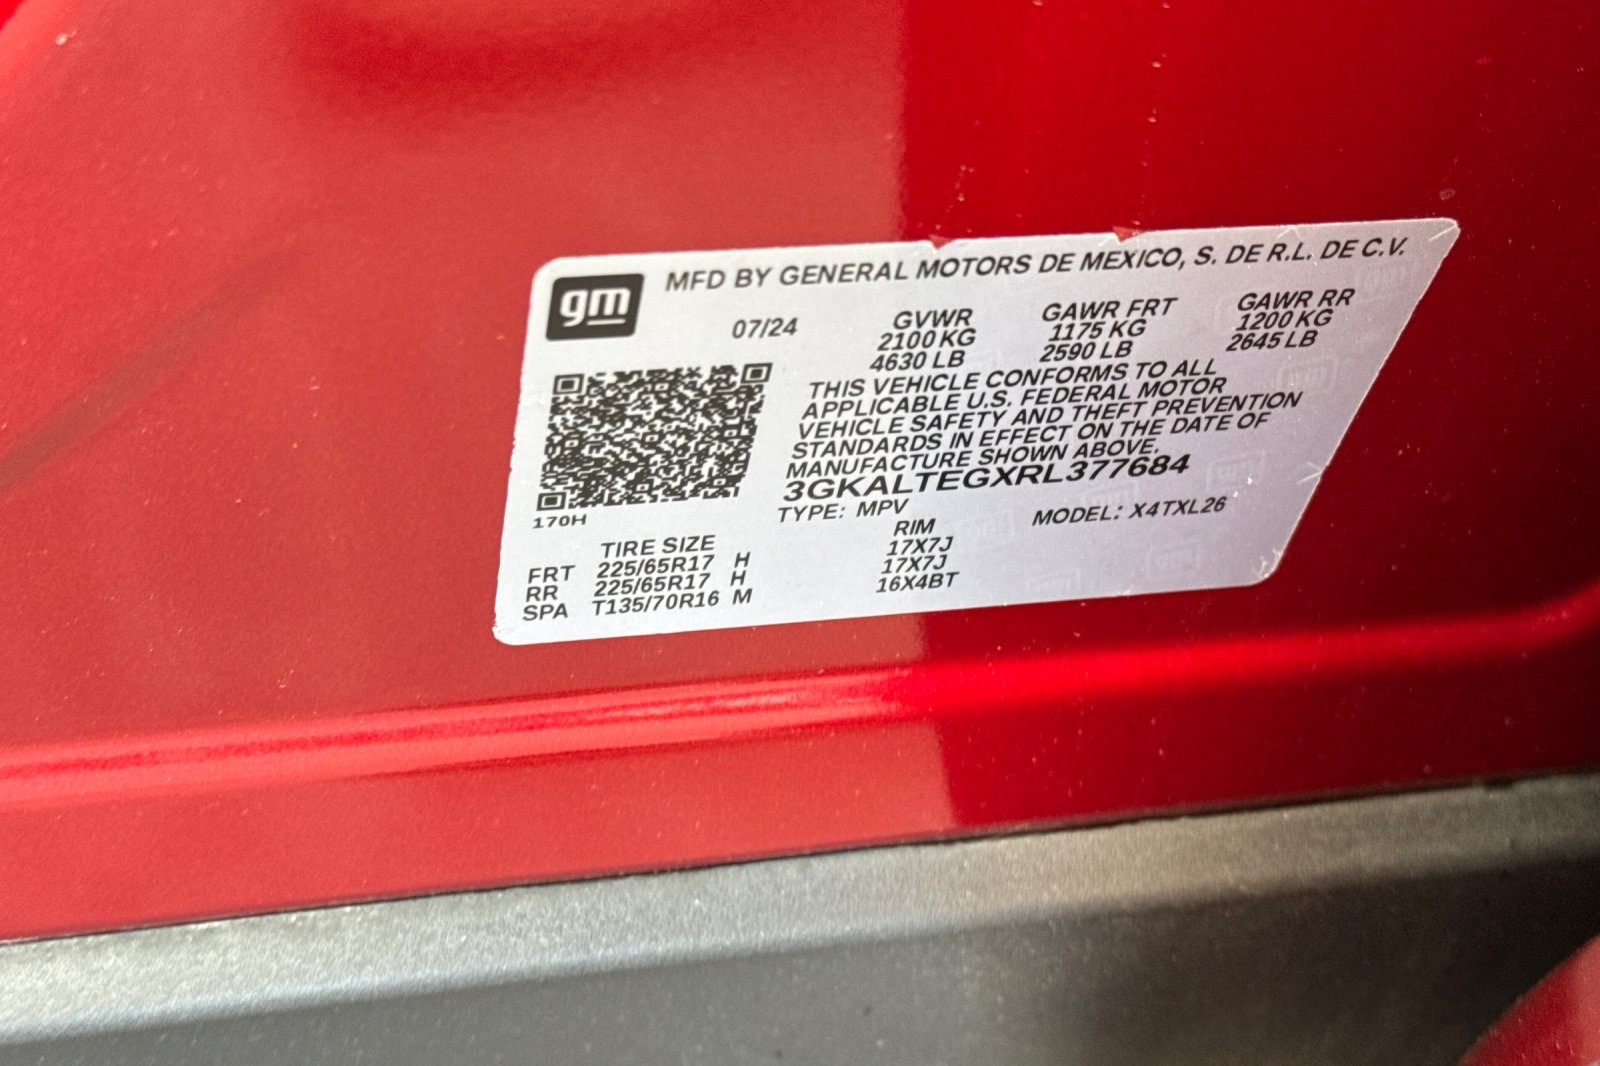 gm
MFD BY GENERAL MOTORS DE MEXICO, S. DE R.L. DE C.V.
07/24
GVWR GAWR FRT GAWR RR
2100 KG 1175 KG 1200 KG
4630 LB 2590 LB 2645 LB
THIS VEHICLE CONFORMS TO ALL
APPLICABLE U.S. FEDERAL MOTOR
VEHICLE SAFETY AND THEFT PREVENTION
STANDARDS IN EFFECT ON THE DATE OF
MANUFACTURE SHOWN ABOVE.
3GKALTEGXRL377684
170H
TYPE: MPV MODEL: X4TXL26
TIRE SIZE RIM
FRT 225/65R17 H 17X7J
RR 225/65R17 H 17X7J
SPA T135/70R16 M 16X4BT